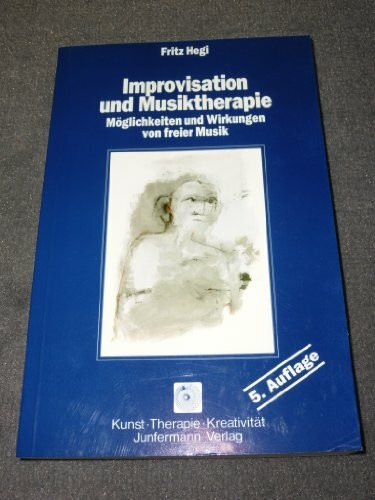 Fritz Hegi
Improvisation
und Musiktherapie
Möglichkeiten und Wirkungen
von freier Musik
5. Auflage
Kunst · Therapie · Kreativität
Junfermann Verlag